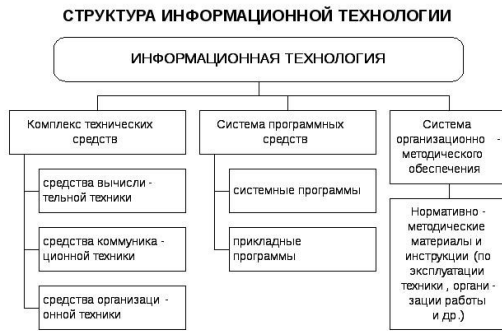 СТРУКТУРА ИНФОРМАЦИОННОЙ ТЕХНОЛОГИИ
ИНФОРМАЦИОННАЯ ТЕХНОЛОГИЯ
Комплекс технических
средств
средства вычисли -
тельной техники
средства коммуника -
ционной техники
средства организаци -
онной техники
Система программных
средств
системные программы
прикладные
программы
Система
организационно -
методического
обеспечения
Нормативно -
методические
материалы и
инструкции (по
эксплуатации
техники , органи -
зации работы
и др.)